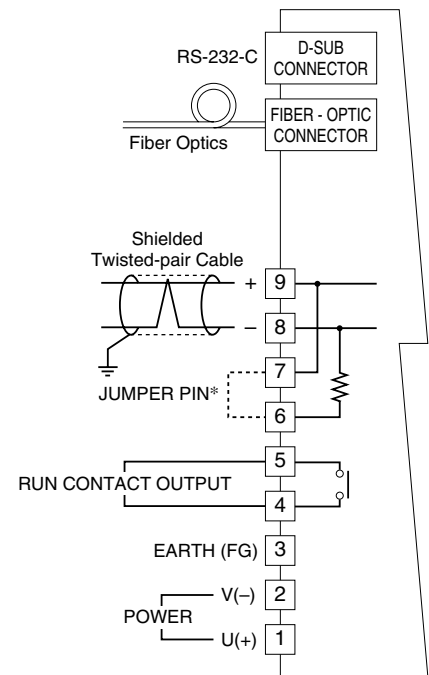 RS-232-C
D-SUB
CONNECTOR
FIBER - OPTIC
CONNECTOR
Fiber Optics
Shielded
Twisted-pair Cable
+ 9
– 8
7
JUMPER PIN*
6
5
RUN CONTACT OUTPUT
4
EARTH (FG) 3
V(–) 2
POWER
U(+) 1